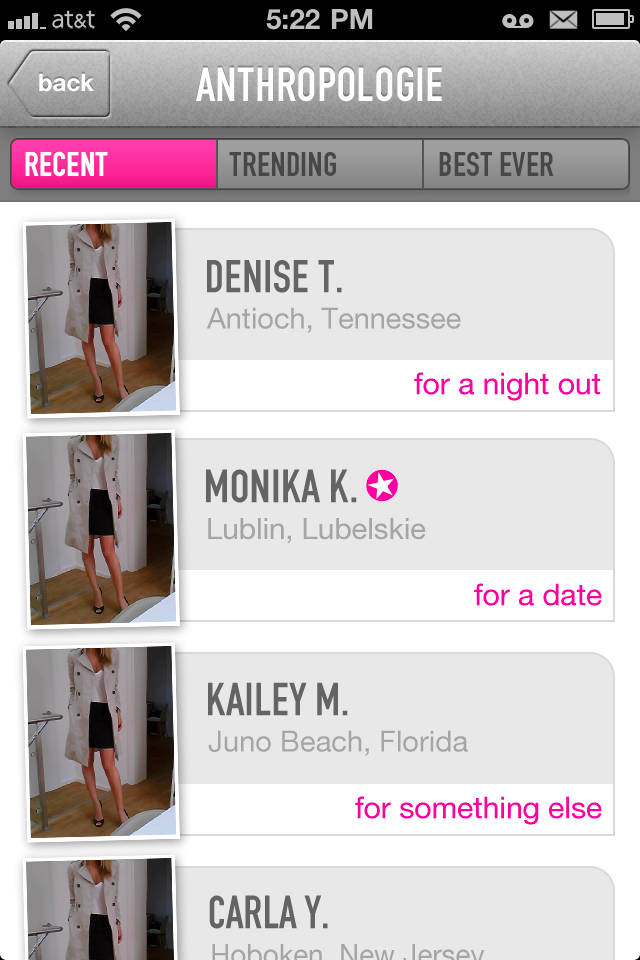 at&t 5:22 PM
back ANTHROPOLOGIE
RECENT TRENDING BEST EVER
DENISE T.
Antioch, Tennessee
for a night out
MONIKA K.
Lublin, Lubelskie
for a date
KAILEY M.
Juno Beach, Florida
for something else
CARLA Y.
Hoboken, New Jersey